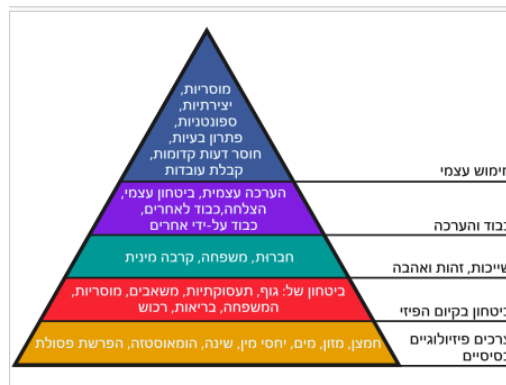 מוסריות,
יצירתיות,
ספונטניות,
פתרון בעיות,
חוסר דעות קדומות,
קבלת עובדות
מימוש עצמי
הערכה עצמית, ביטחון עצמי,
הצלחה,כבוד לאחרים,
כבוד על-ידי אחרים
כבוד והערכה
חברות, משפחה, קרבה מינית
שייכות, זהות ואהבה
ביטחון של: גוף, תעסוקתיות, משאבים, מוסריות,
המשפחה, בריאות, רכוש
ביטחון בקיום הפיזי
חמצן, מזון, מים, יחסי מין, שינה, הומאוסטזה, הפרשת פסולת
צרכים פיזיולוגיים
בסיסיים